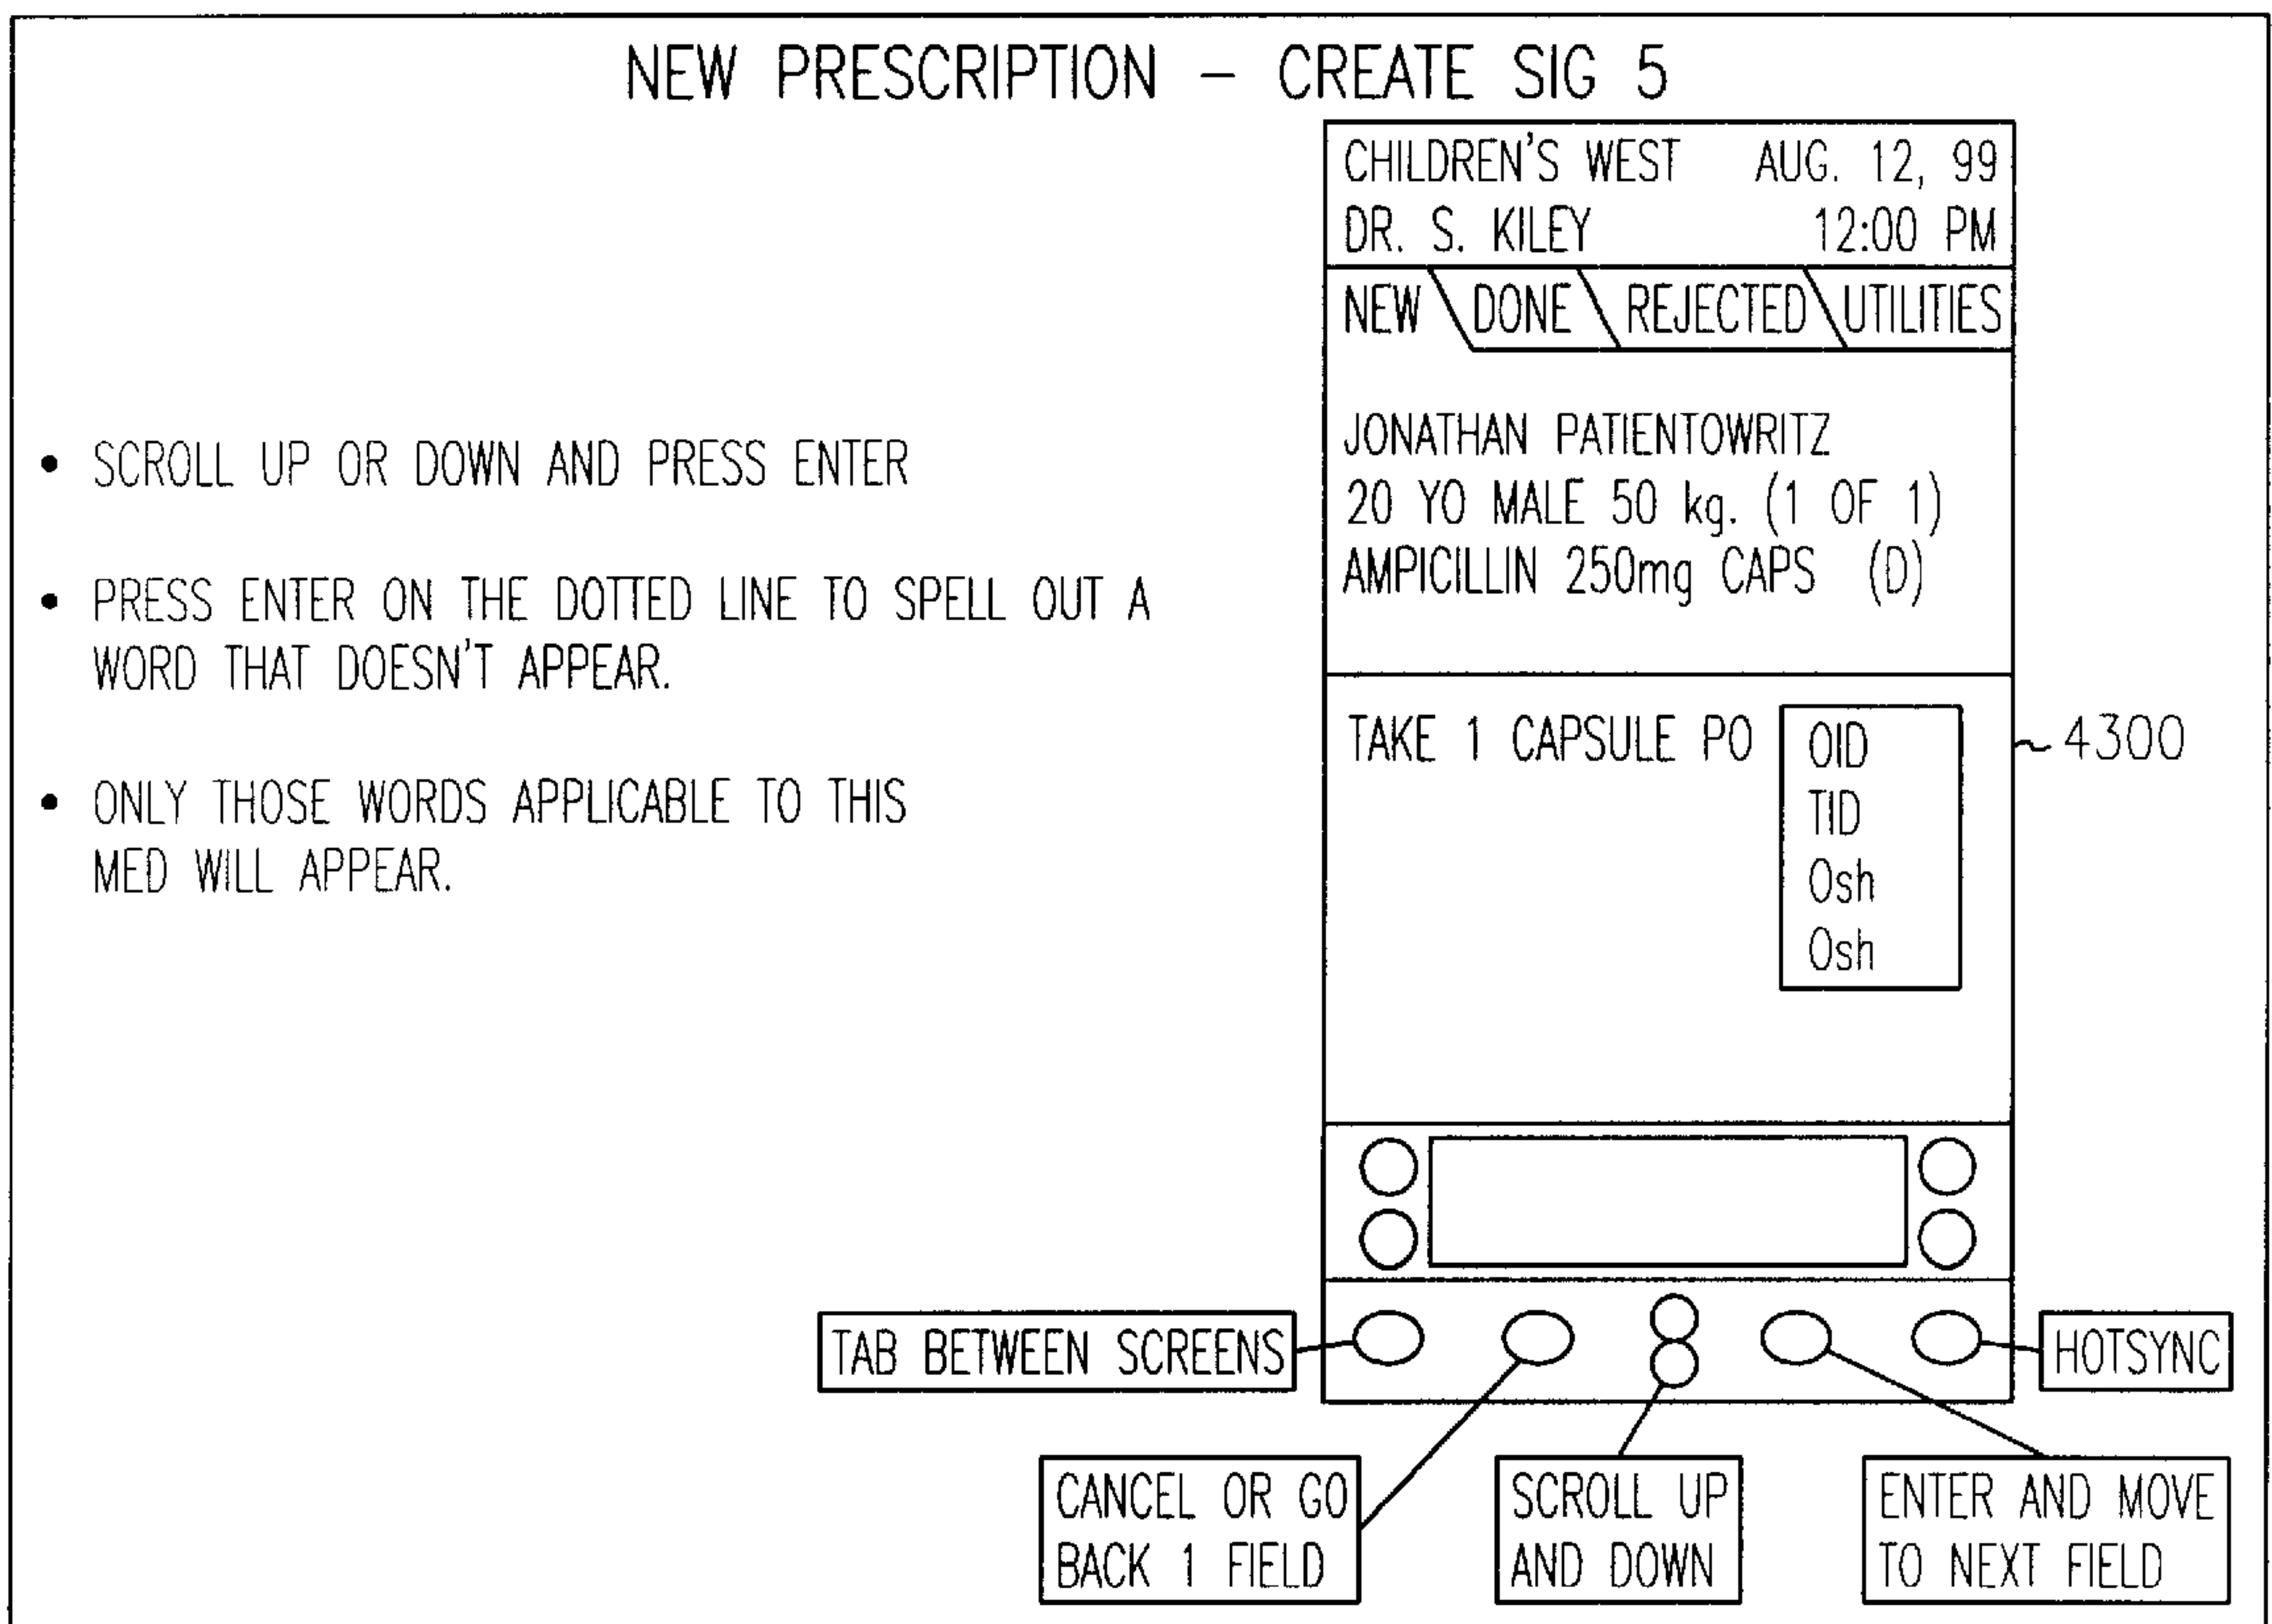 NEW PRESCRIPTION – CREATE SIG 5
• SCROLL UP OR DOWN AND PRESS ENTER
• PRESS ENTER ON THE DOTTED LINE TO SPELL OUT A
WORD THAT DOESN'T APPEAR.
• ONLY THOSE WORDS APPLICABLE TO THIS
MED WILL APPEAR.
CHILDREN'S WEST AUG. 12, 99
DR. S. KILEY 12:00 PM
NEW DONE REJECTED UTILITIES
JONATHAN PATIENTOWRITZ
20 YO MALE 50 kg. (1 OF 1)
AMPICILLIN 250mg CAPS (D)
TAKE 1 CAPSULE PO OID
TID
Osh
Osh
4300
TAB BETWEEN SCREENS
HOTSYNC
CANCEL OR GO
BACK 1 FIELD
SCROLL UP
AND DOWN
ENTER AND MOVE
TO NEXT FIELD